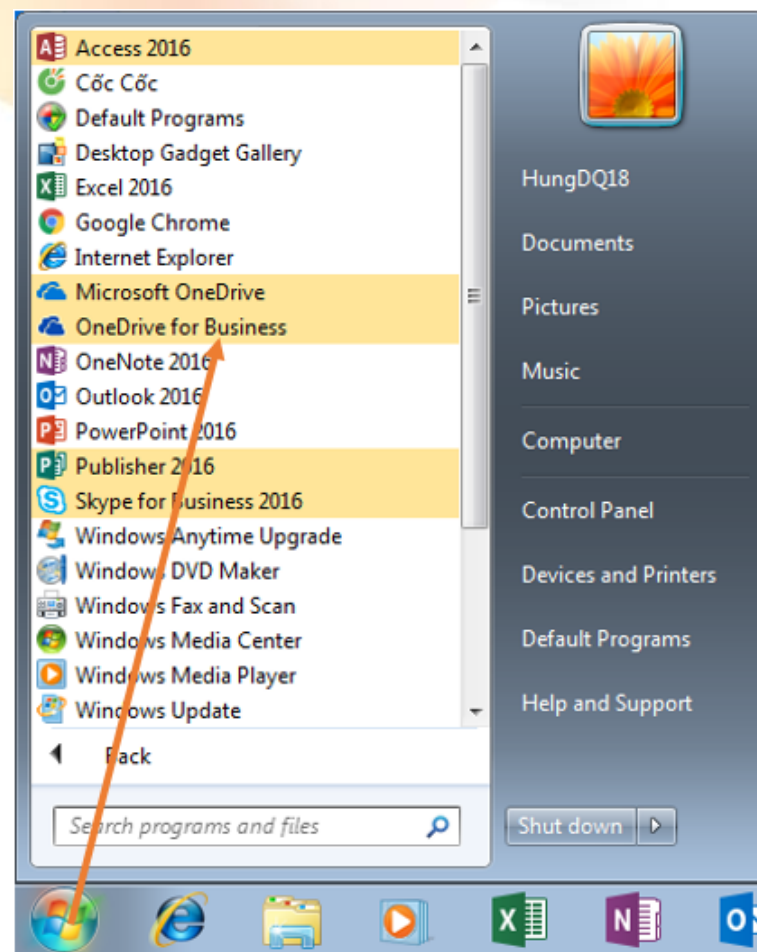 Access 2016
Cốc Cốc
Default Programs
Desktop Gadget Gallery
Excel 2016
Google Chrome
Internet Explorer
Microsoft OneDrive
OneDrive for Business
OneNote 2016
Outlook 2016
PowerPoint 2016
Publisher 2016
Skype for Business 2016
Windows Anytime Upgrade
Windows DVD Maker
Windows Fax and Scan
Windows Media Center
Windows Media Player
Windows Update
Back
Search programs and files
HungDQ18
Documents
Pictures
Music
Computer
Control Panel
Devices and Printers
Default Programs
Help and Support
Shut down